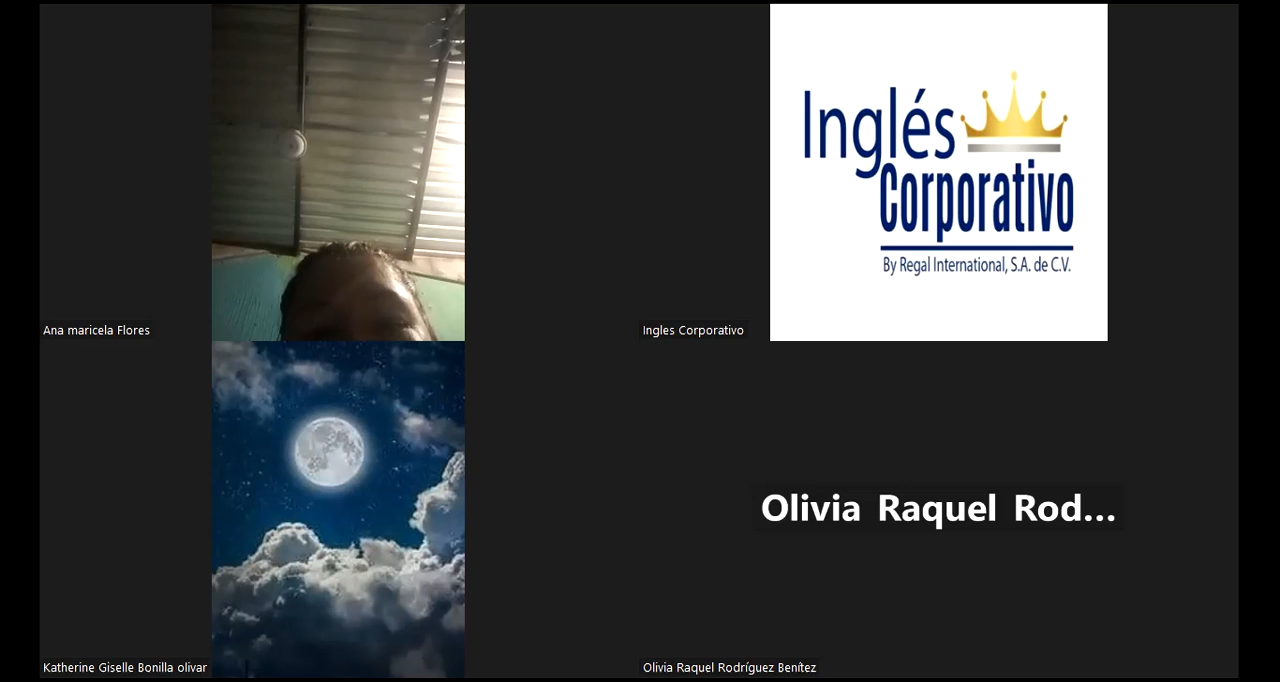 Inglés
Corporativo
By Regal International, S.A. de C.V.
Ana maricela Flores
Ingles Corporativo
Olivia Raquel Rod...
Katherine Giselle Bonilla olivar
Olivia Raquel Rodríguez Benítez